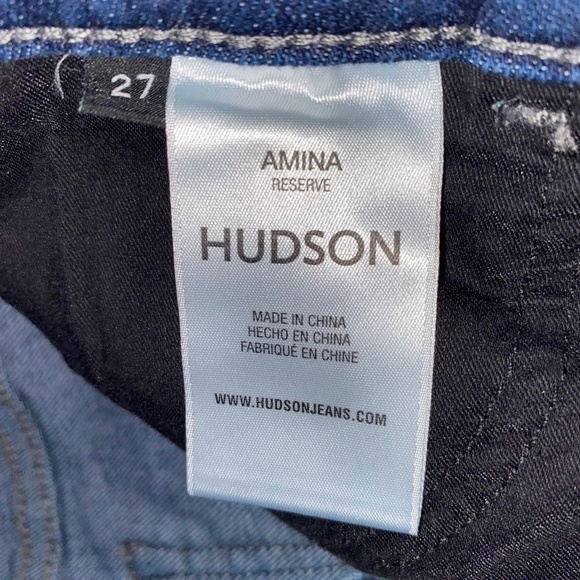 27
AMINA
RESERVE
HUDSON
MADE IN CHINA
HECHO EN CHINA
FABRIQUÉ EN CHINE
WWW.HUDSONJEANS.COM